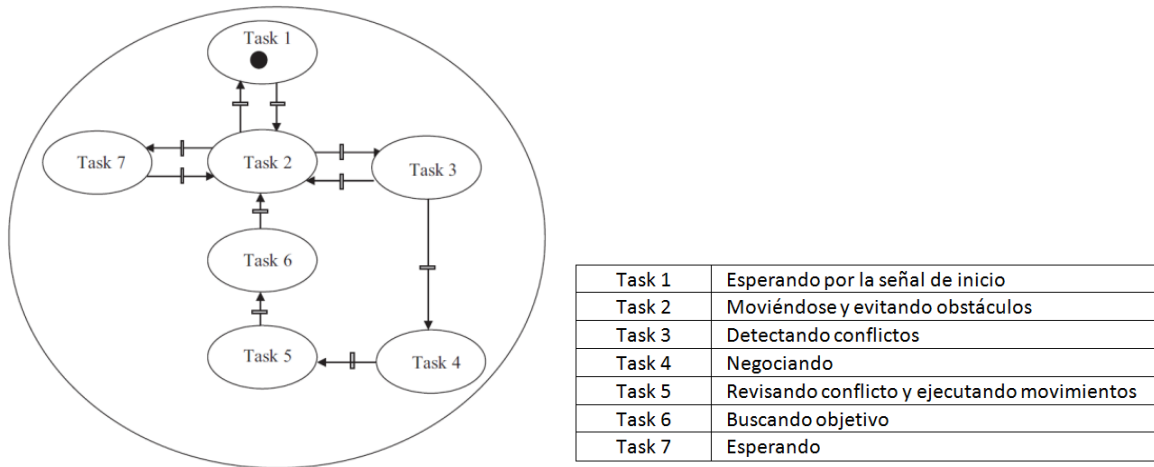 Task 1
Task 7
Task 2
Task 3
Task 6
Task 5
Task 4
Task 1 Esperando por la señal de inicio
Task 2 Moviéndose y evitando obstáculos
Task 3 Detectando conflictos
Task 4 Negociando
Task 5 Revisando conflicto y ejecutando movimientos
Task 6 Buscando objetivo
Task 7 Esperando